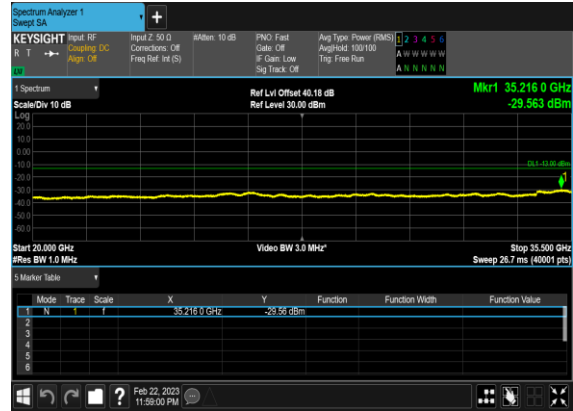 Spectrum Analyzer 1
Swept SA
KEYSIGHT
R T
Input: RF
Coupling: DC
Align: Off
Input Z: 50 Ω
Corrections: Off
Freq Ref: Int (S)
#Atten: 10 dB
PNO: Fast
Gate: Off
IF Gain: Low
Sig Track: Off
Avg Type: Power (RMS)
Avg|Hold: 100/100
Trig: Free Run
1 2 3 4 5 6
A W W W W W
A N N N N N
1 Spectrum
Scale/Div 10 dB
Ref Lvl Offset 40.18 dB
Ref Level 30.00 dBm
Mkr1 35.216 0 GHz
-29.563 dBm
Log
20.0
10.0
0.00
-10.0
-20.0
-30.0
-40.0
-50.0
-60.0
DL1 -13.00 dBm
1
Start 20.000 GHz
#Res BW 1.0 MHz
Video BW 3.0 MHz*
Stop 35.500 GHz
Sweep 26.7 ms (40001 pts)
5 Marker Table
Mode Trace Scale X Y Function Function Width Function Value
1 N 1 f 35.216 0 GHz -29.56 dBm
2
3
4
5
6
Feb 22, 2023
11:59:00 PM